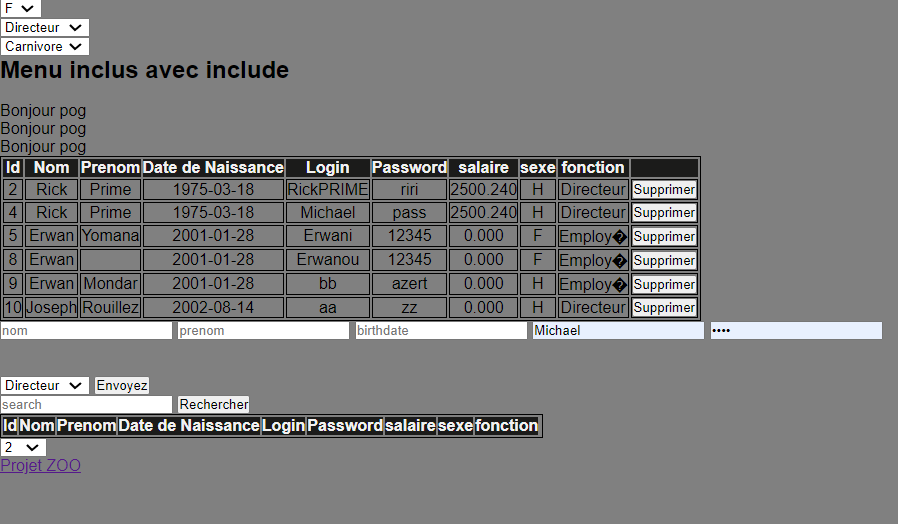 F
Directeur
Carnivore
Menu inclus avec include
Bonjour pog
Bonjour pog
Bonjour pog
Id Nom Prenom Date de Naissance Login Password salaire sexe fonction
2 Rick Prime 1975-03-18 RickPRIME riri 2500.240 H Directeur Supprimer
4 Rick Prime 1975-03-18 Michael pass 2500.240 H Directeur Supprimer
5 Erwan Yomana 2001-01-28 Erwani 12345 0.000 F Employ� Supprimer
8 Erwan 2001-01-28 Erwanou 12345 0.000 F Employ� Supprimer
9 Erwan Mondar 2001-01-28 bb azert 0.000 H Employ� Supprimer
10 Joseph Rouillez 2002-08-14 aa zz 0.000 H Directeur Supprimer
nom prenom birthdate Michael ••••
Directeur Envoyez
search Rechercher
Id Nom Prenom Date de Naissance Login Password salaire sexe fonction
2
Projet ZOO